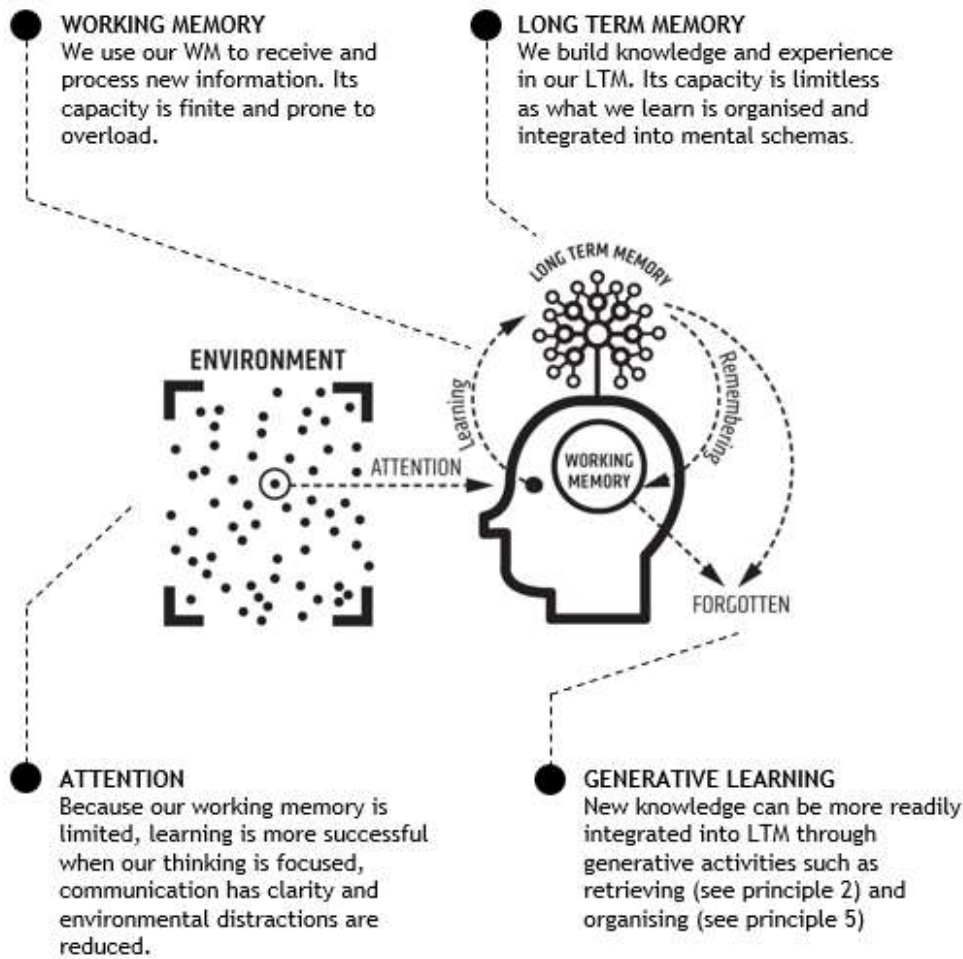 WORKING MEMORY
We use our WM to receive and
process new information. Its
capacity is finite and prone to
overload.
LONG TERM MEMORY
We build knowledge and experience
in our LTM. Its capacity is limitless
as what we learn is organised and
integrated into mental schemas.
LONG TERM MEMORY
ENVIRONMENT
Learning
Remembering
ATTENTION
WORKING
MEMORY
FORGOTTEN
ATTENTION
Because our working memory is
limited, learning is more successful
when our thinking is focused,
communication has clarity and
environmental distractions are
reduced.
GENERATIVE LEARNING
New knowledge can be more readily
integrated into LTM through
generative activities such as
retrieving (see principle 2) and
organising (see principle 5)